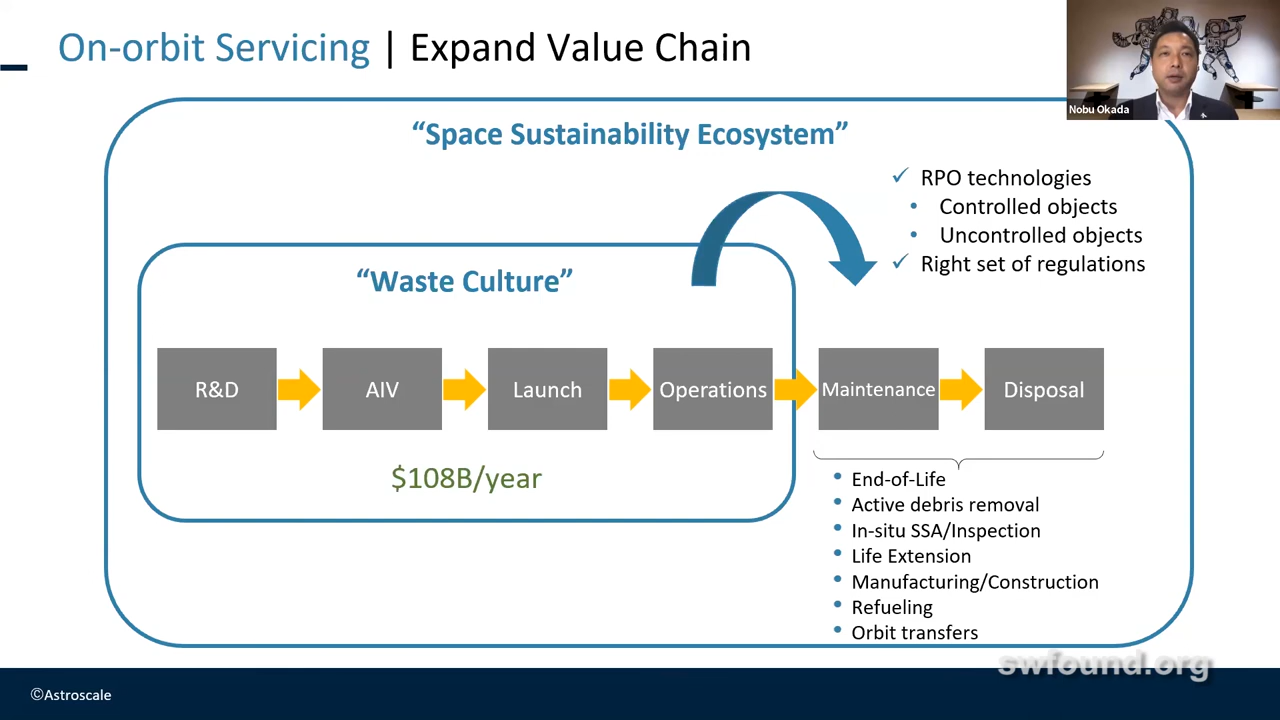 On-orbit Servicing | Expand Value Chain
Nobu Okada
“Space Sustainability Ecosystem”
✓ RPO technologies
• Controlled objects
• Uncontrolled objects
✓ Right set of regulations
“Waste Culture”
R&D
AIV
Launch
Operations
Maintenance
Disposal
$108B/year
• End-of-Life
• Active debris removal
• In-situ SSA/Inspection
• Life Extension
• Manufacturing/Construction
• Refueling
• Orbit transfers
swfound.org
©Astroscale